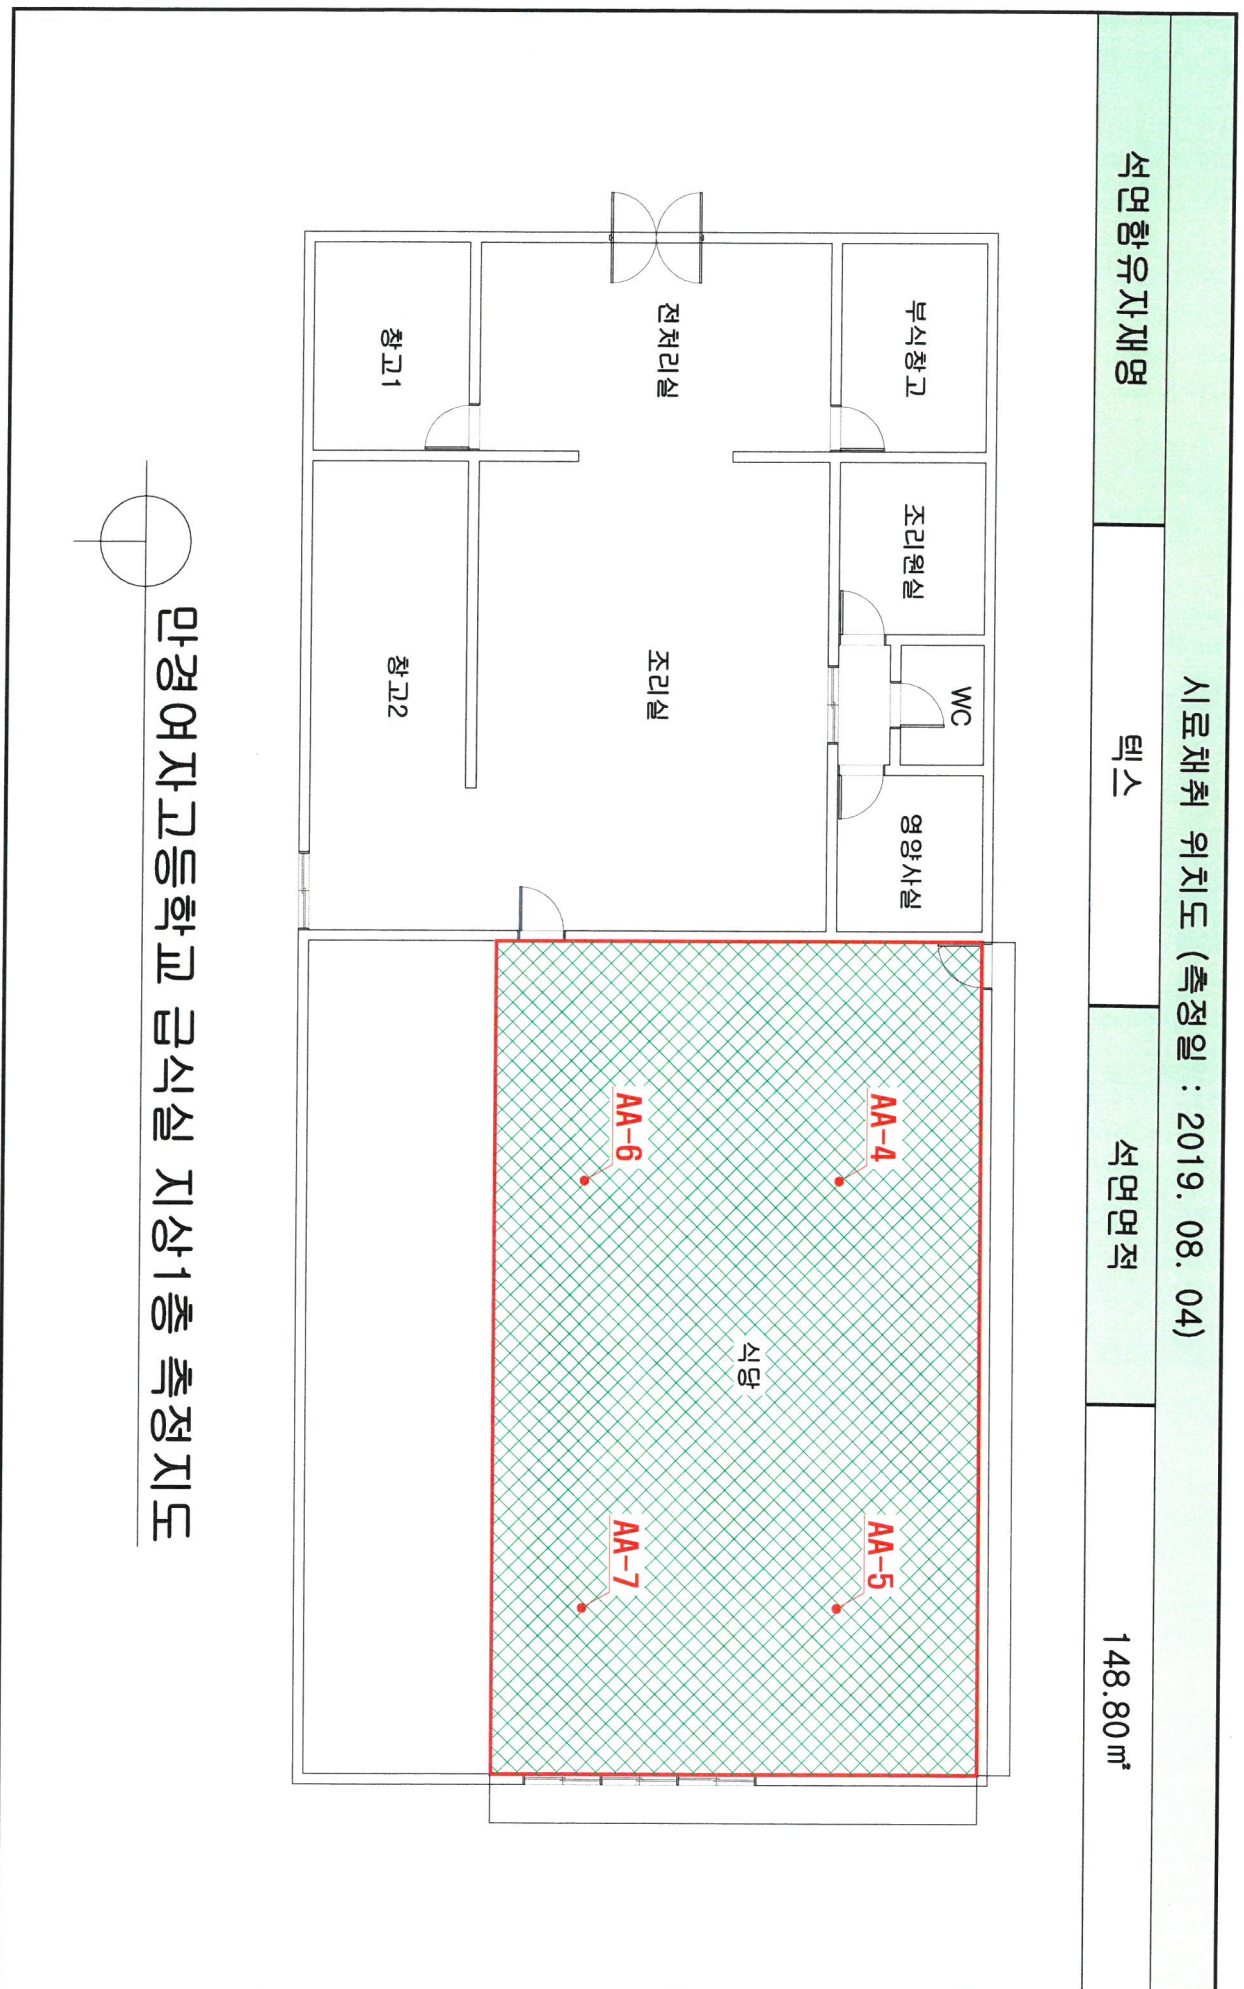 시료채취 위치도 (측정일 : 2019. 08. 04)
석면함유자재명
텍스
석면면적
148.80㎡
부식창고
조리원실
WC
영양사실
전처리실
조리실
창고1
창고2
AA-4
AA-5
식당
AA-6
AA-7
만경여자고등학교 급식실 지상1층 측정지도